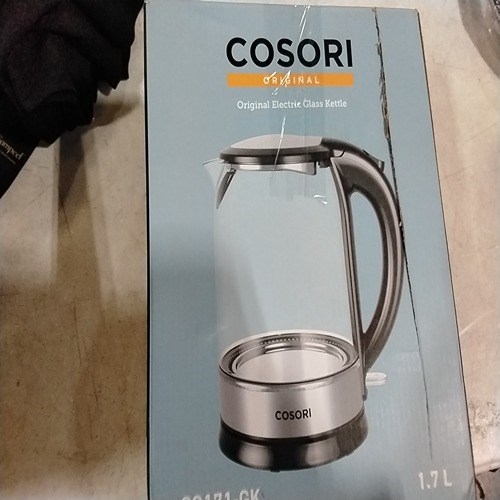 COSORI
ORIGINAL
Original Electric Glass Kettle
COSORI
1.7 L